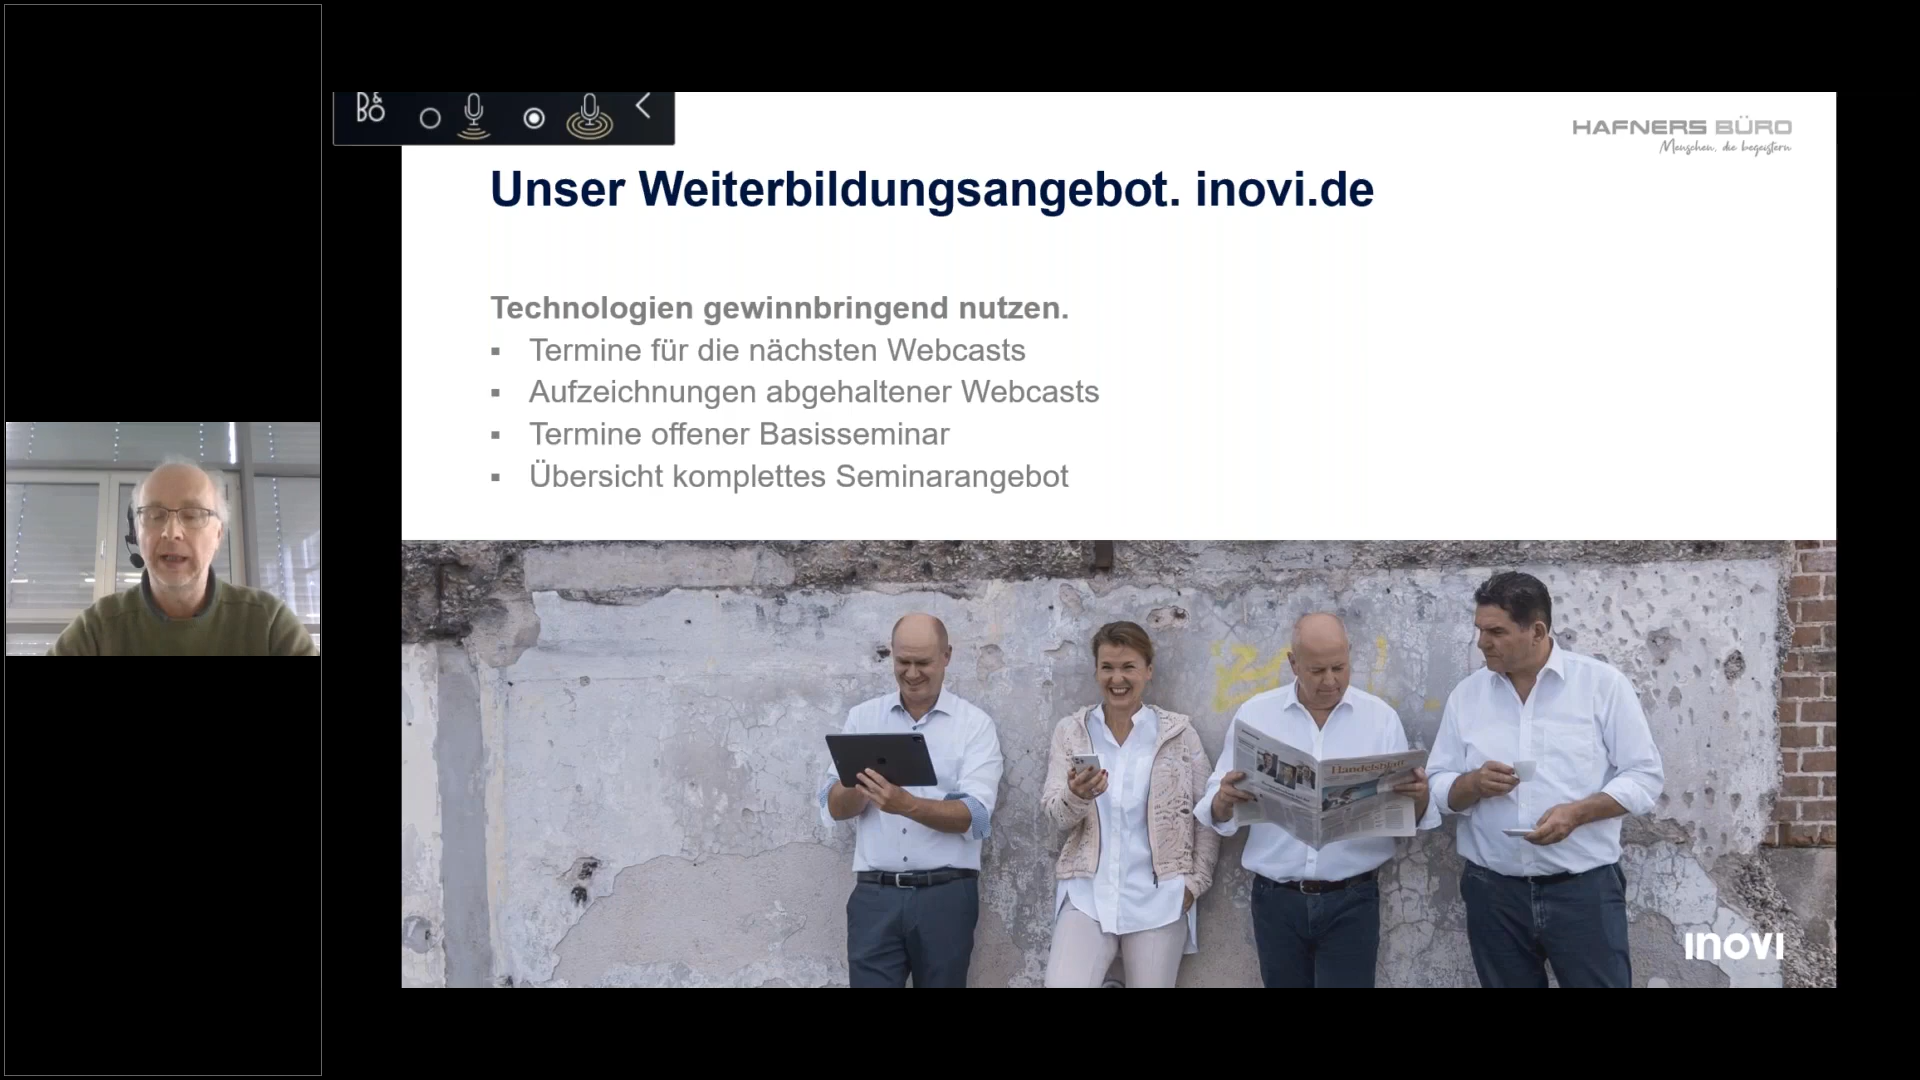 B&O
HAFNERS BÜRO
Menschen, die begeistern
Unser Weiterbildungsangebot. inovi.de
Technologien gewinnbringend nutzen.
▪ Termine für die nächsten Webcasts
▪ Aufzeichnungen abgehaltener Webcasts
▪ Termine offener Basisseminar
▪ Übersicht komplettes Seminarangebot
Handelsblatt
INOVI